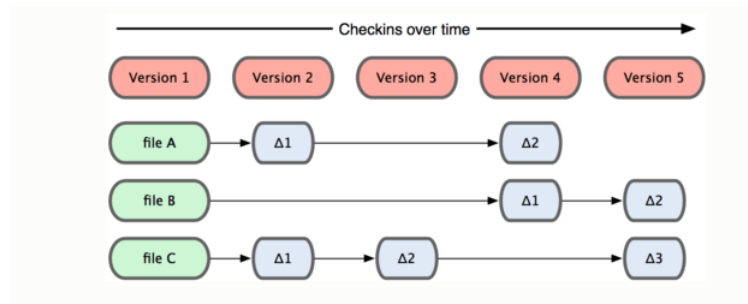 Checkins over time
Version 1 Version 2 Version 3 Version 4 Version 5
file A Δ1 Δ2
file B Δ1 Δ2
file C Δ1 Δ2 Δ3